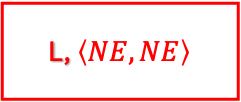 L, ⟨NE, NE⟩